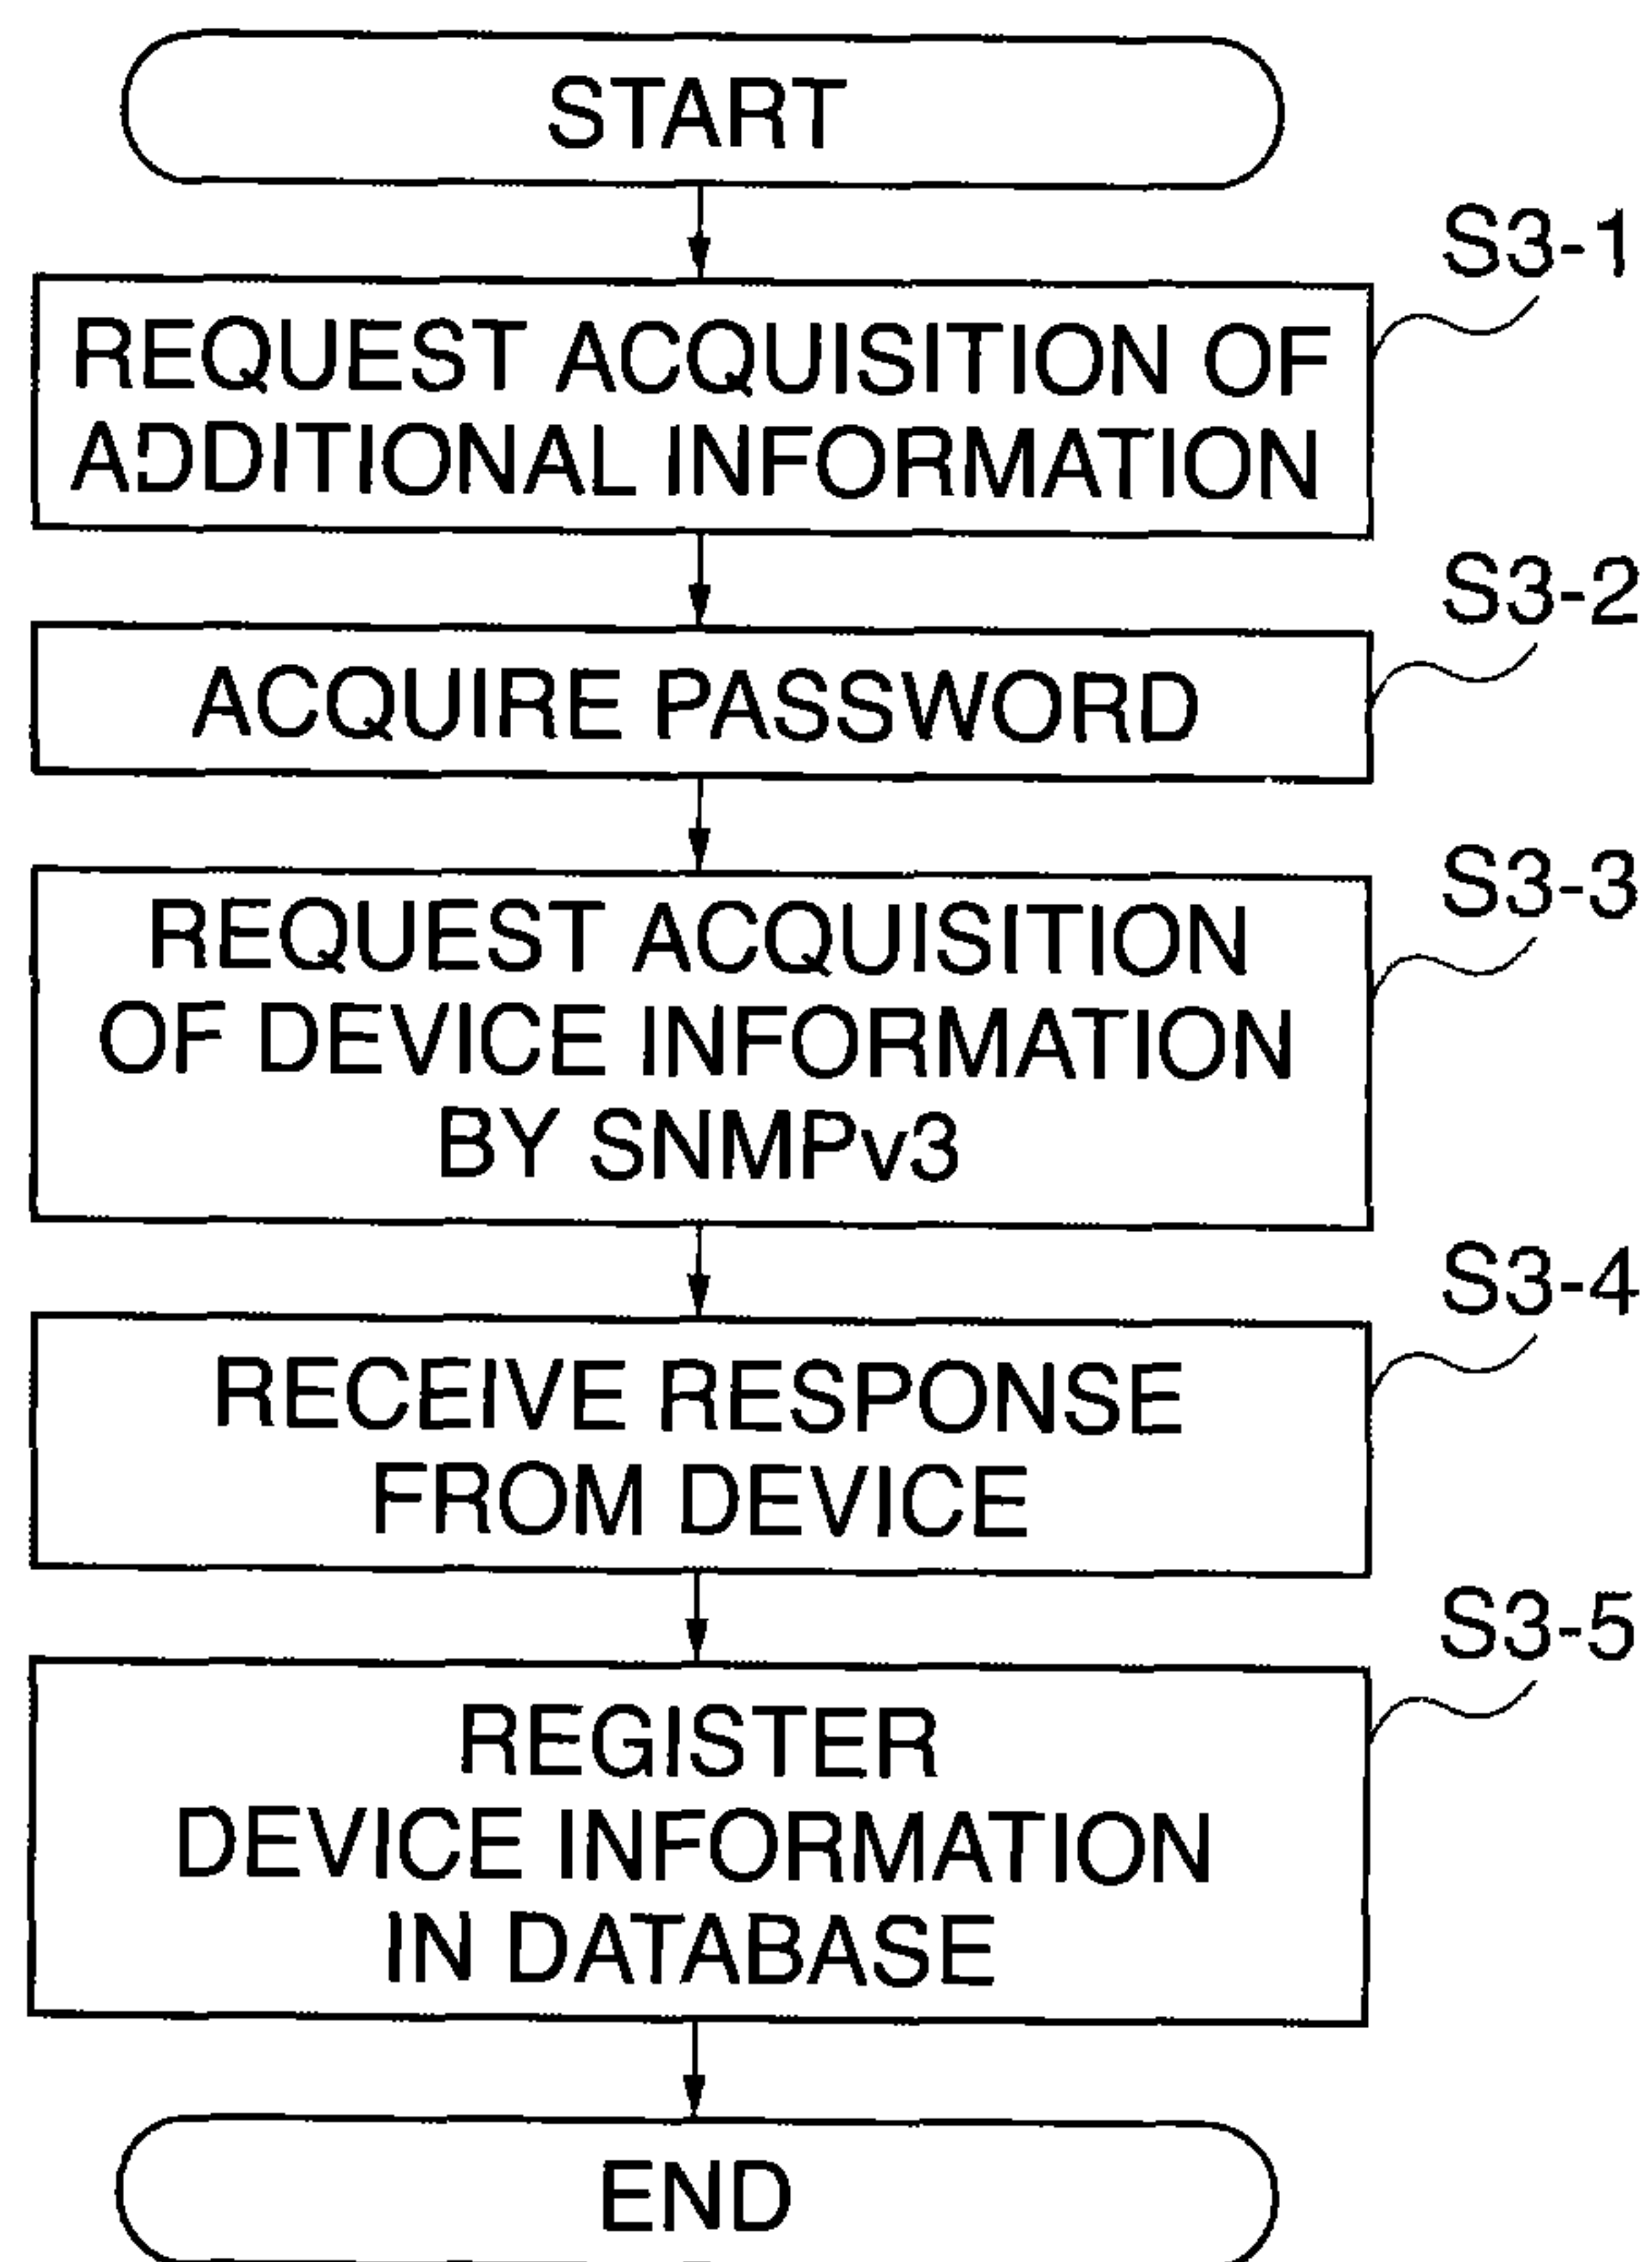 START
S3-1
REQUEST ACQUISITION OF
ADDITIONAL INFORMATION
S3-2
ACQUIRE PASSWORD
S3-3
REQUEST ACQUISITION
OF DEVICE INFORMATION
BY SNMPv3
S3-4
RECEIVE RESPONSE
FROM DEVICE
S3-5
REGISTER
DEVICE INFORMATION
IN DATABASE
END